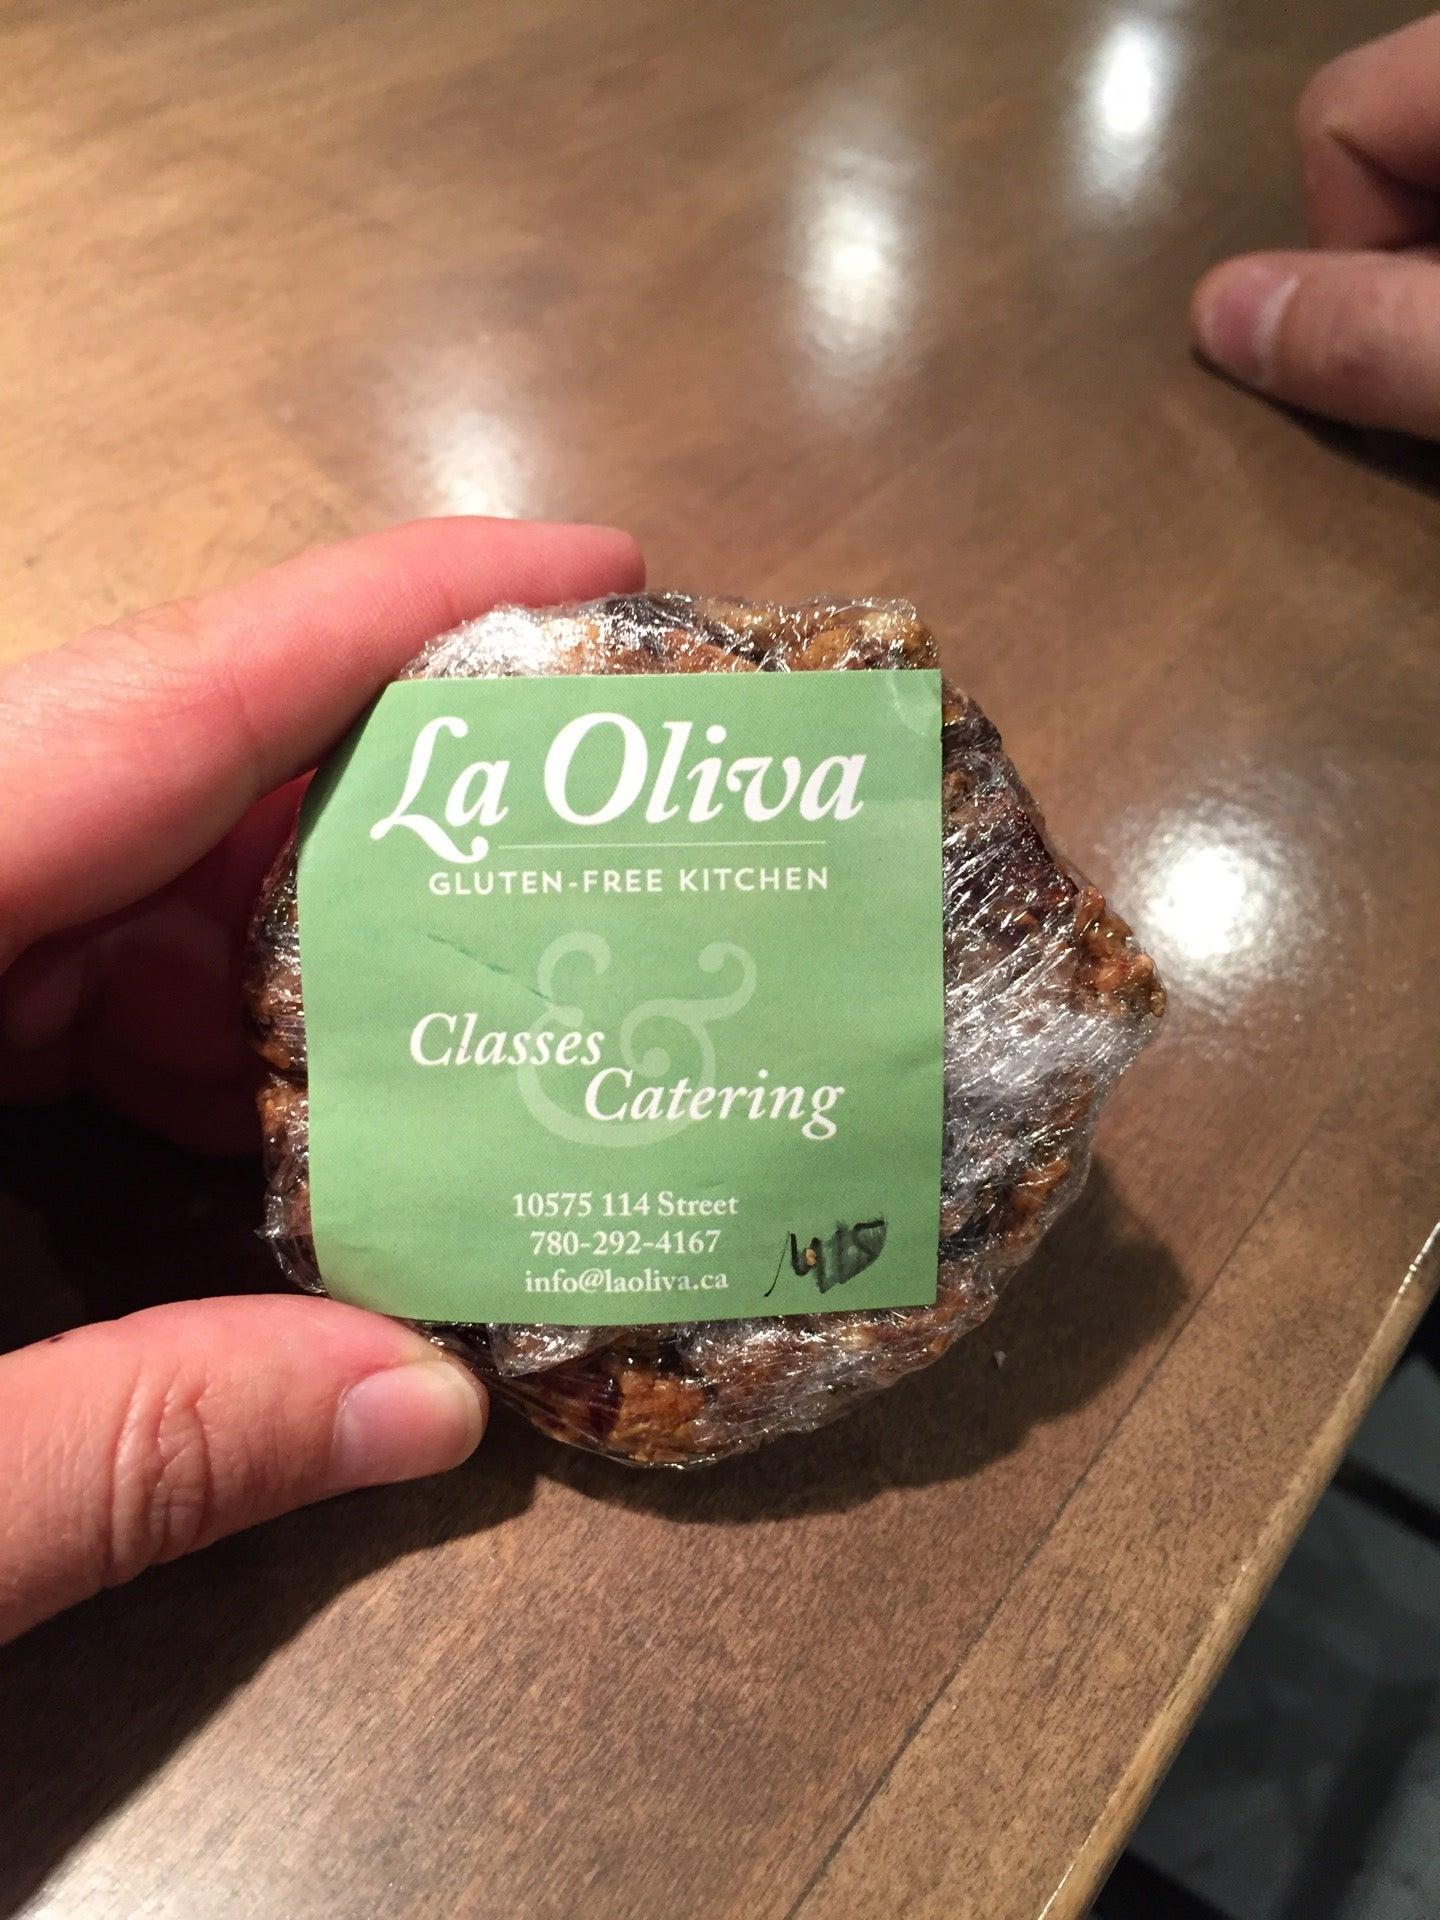 La Oliva
GLUTEN-FREE KITCHEN
&
Classes
Catering
10575 114 Street
780-292-4167
info@laoliva.ca